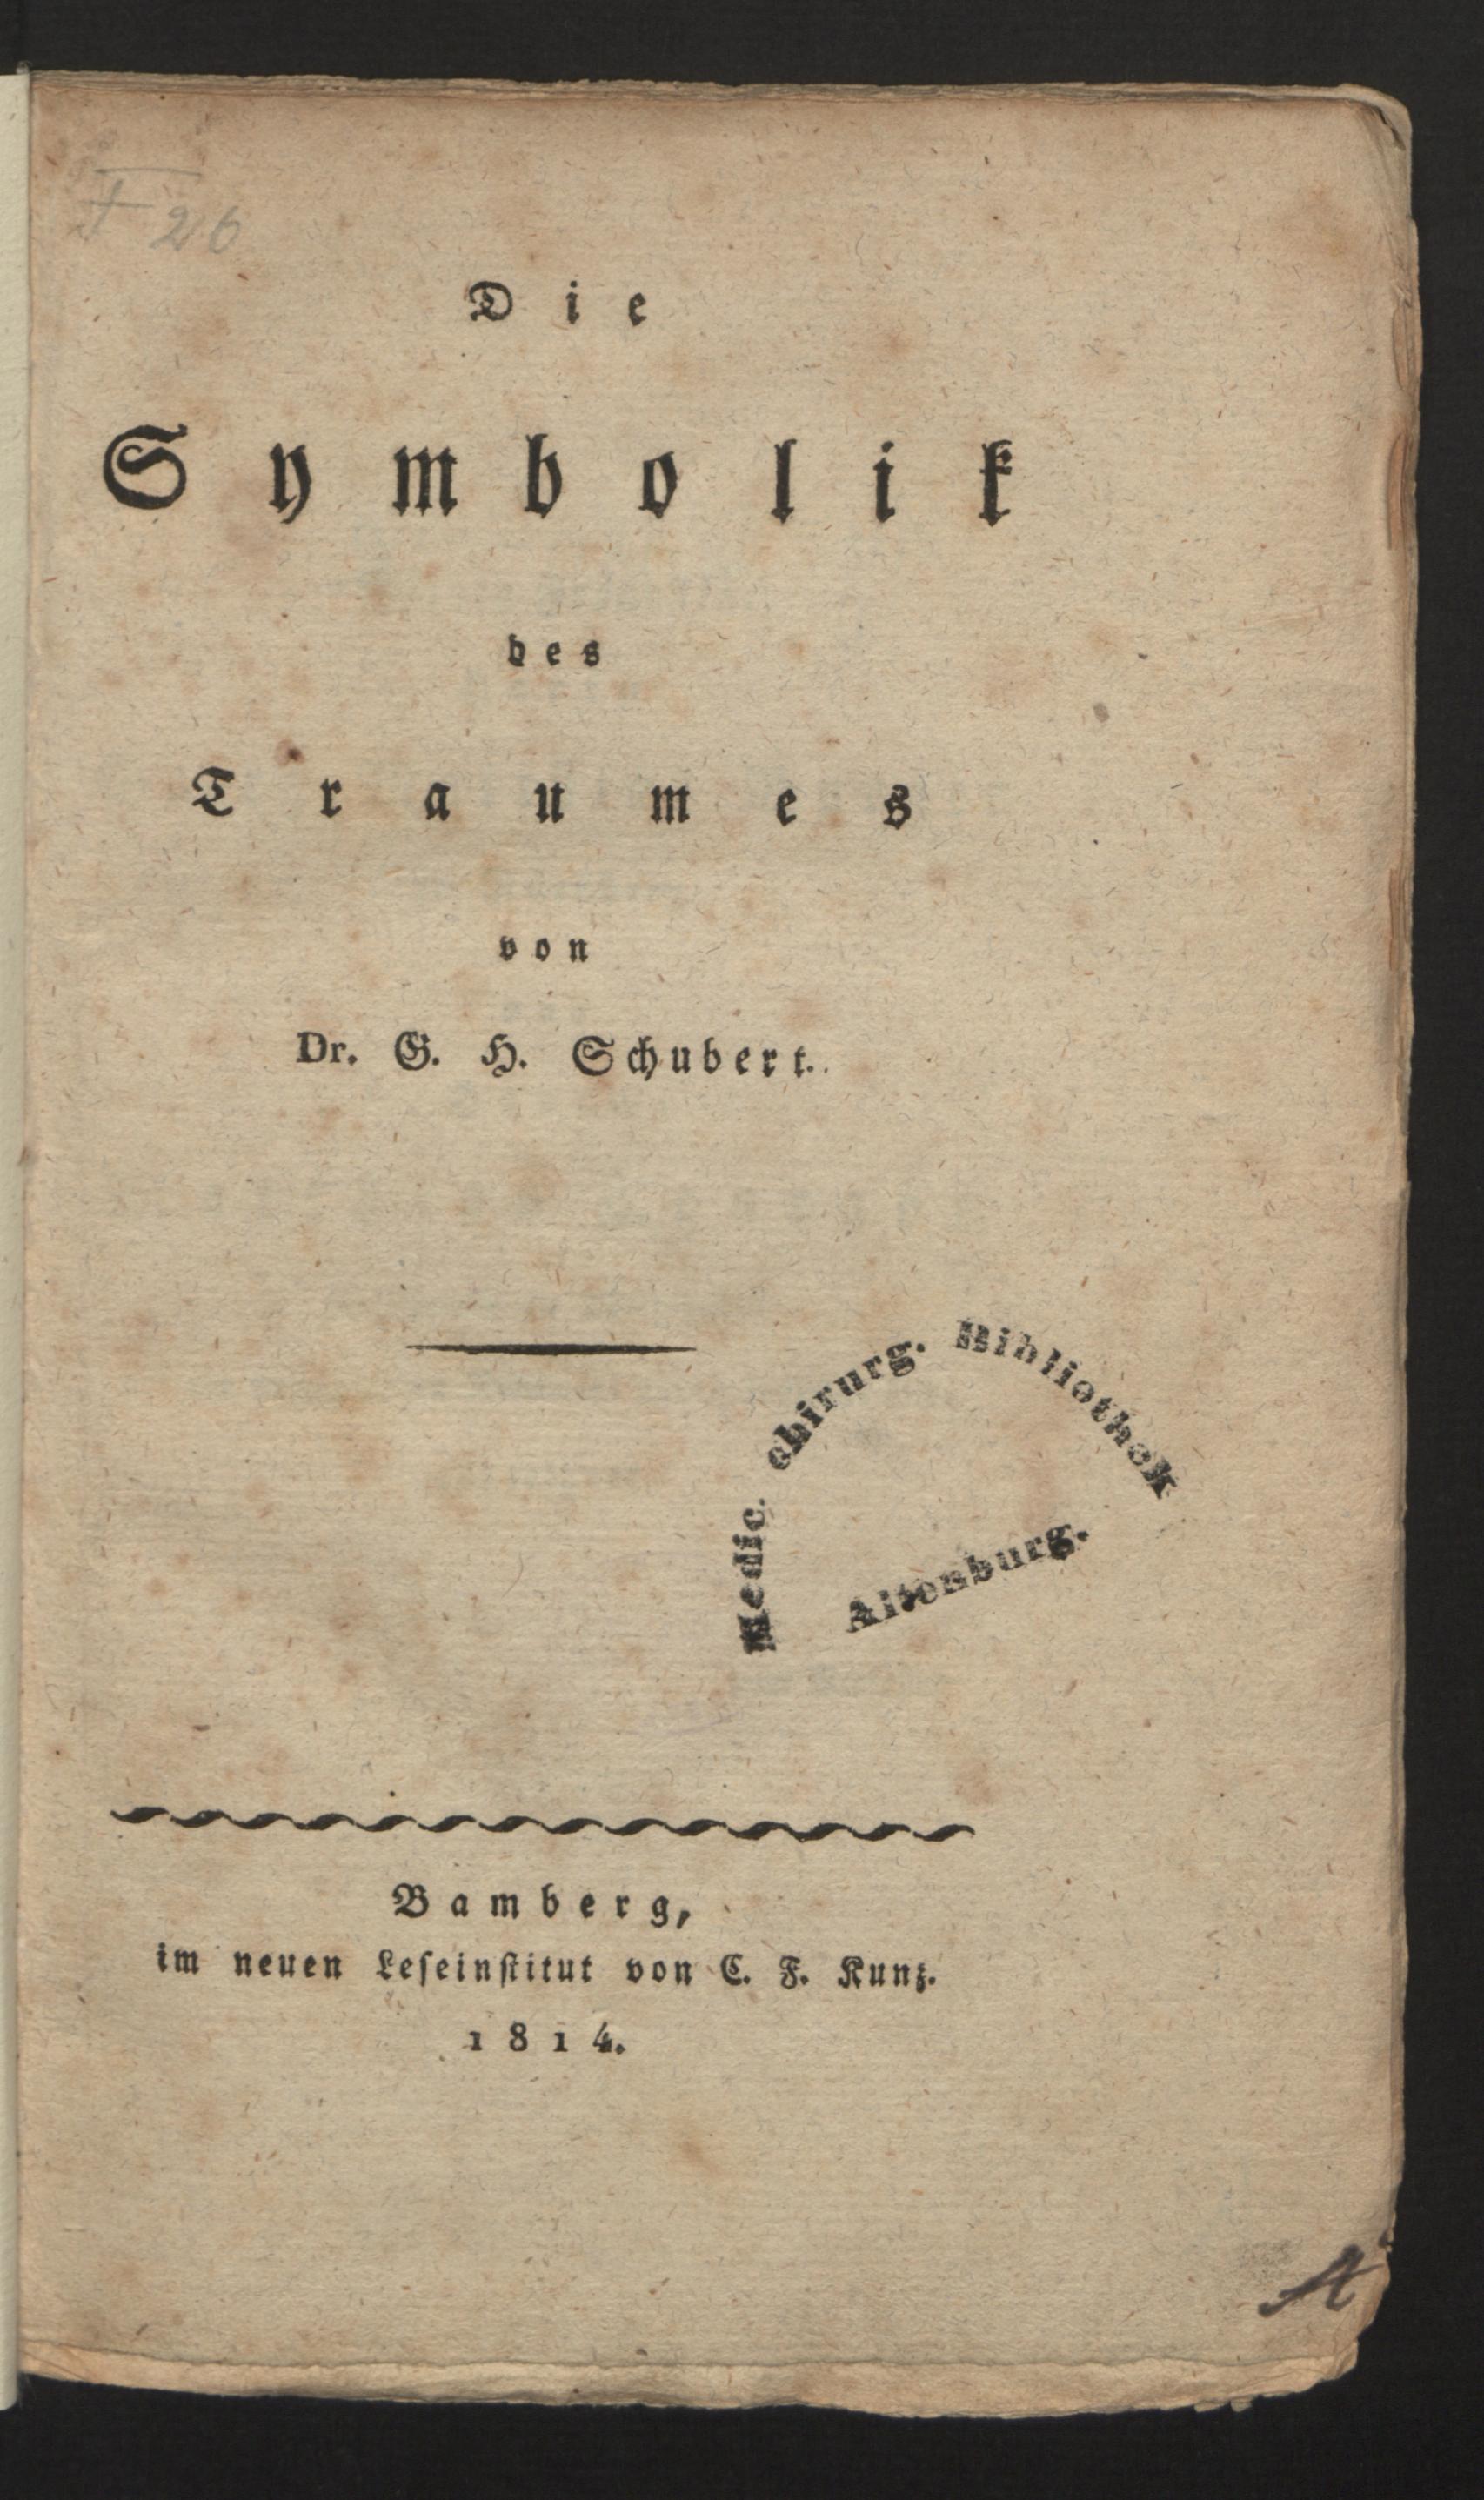 F 26
Die
Symbolik
des
Traumes
von
Dr. G. H. Schubert.
Medic. chirurg. Bibliothek
Altenburg.
Bamberg,
im neuen Leseinſtitut von C. F. Kunz.
1814.
A